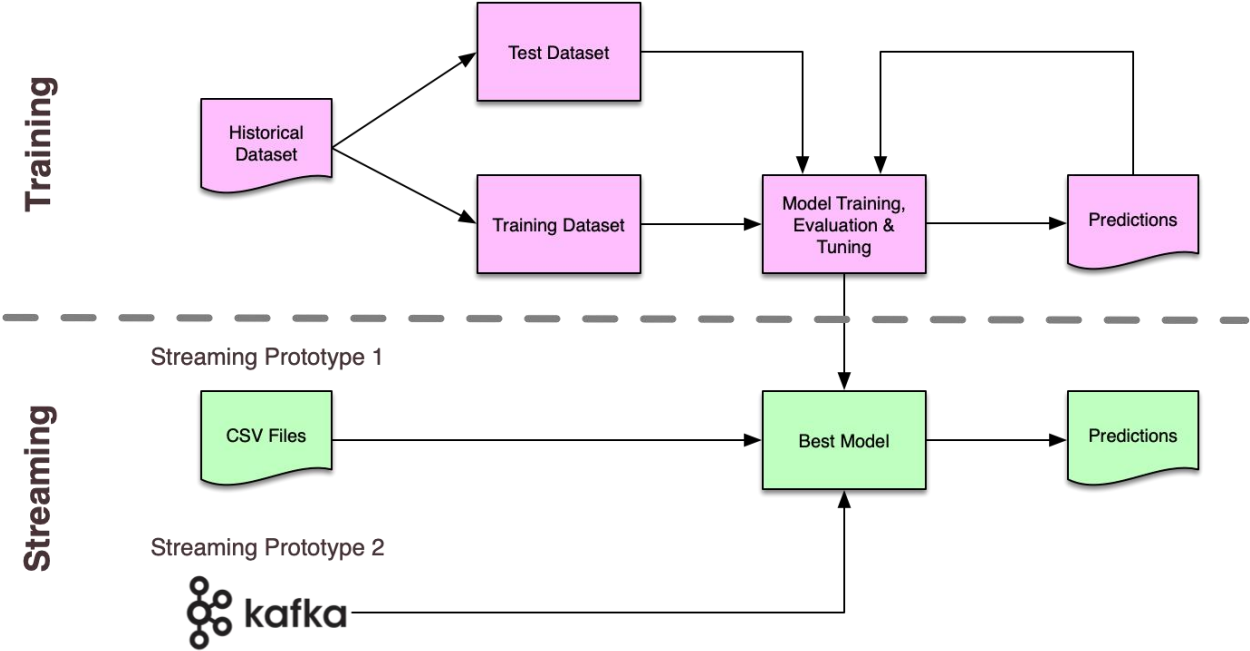 Training
Test Dataset
Historical
Dataset
Training Dataset
Model Training,
Evaluation &
Tuning
Predictions
Streaming
Streaming Prototype 1
CSV Files
Best Model
Predictions
Streaming Prototype 2
kafka